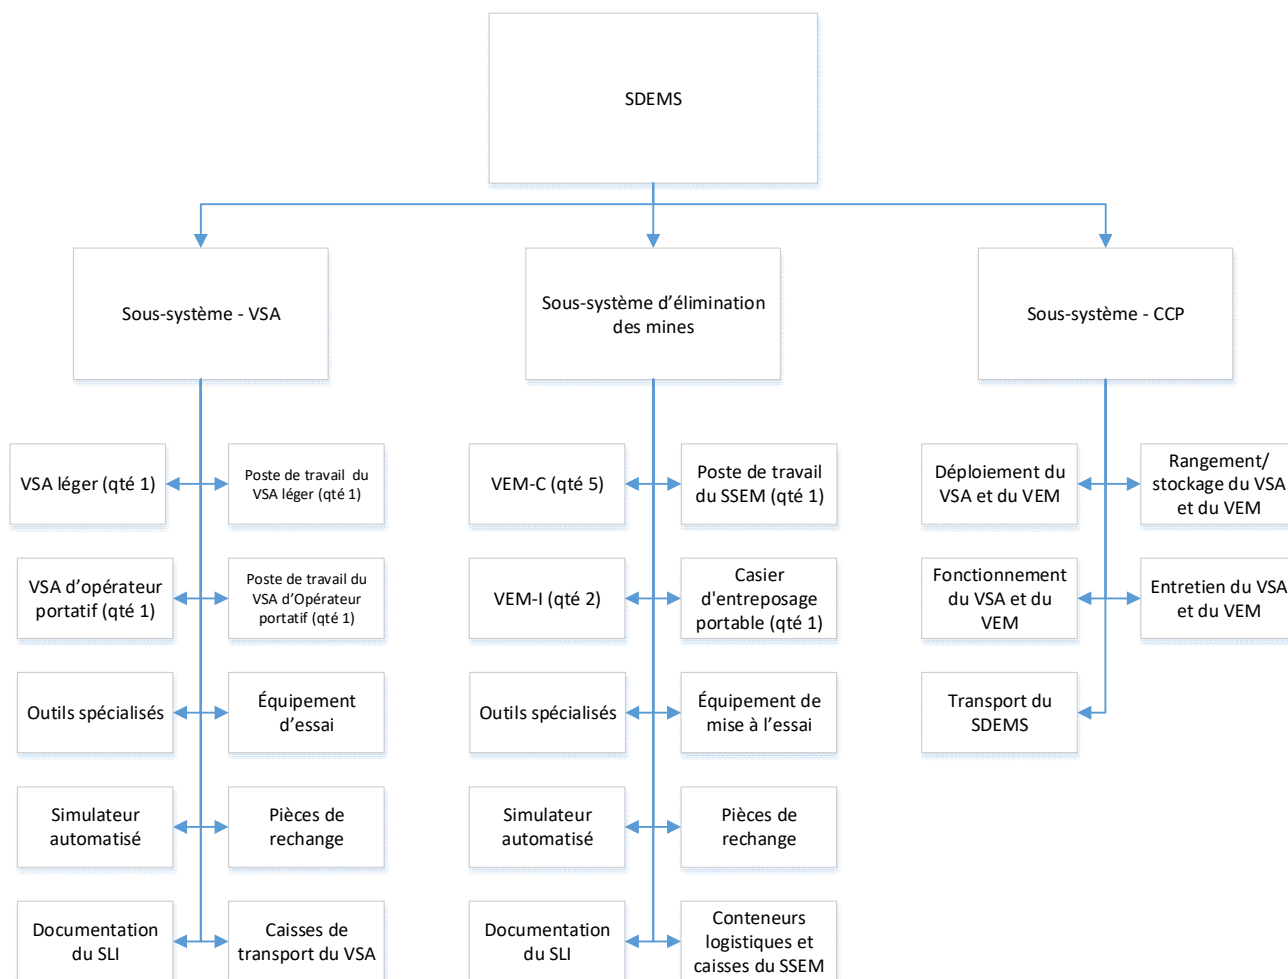 SDEMS
Sous-système - VSA
Sous-système d’élimination
des mines
Sous-système - CCP
VSA léger (qté 1)
Poste de travail du
VSA léger (qté 1)
VSA d’opérateur
portatif (qté 1)
Poste de travail du
VSA d’Opérateur
portatif (qté 1)
Outils spécialisés
Équipement
d’essai
Simulateur
automatisé
Pièces de
rechange
Documentation
du SLI
Caisses de
transport du VSA
VEM-C (qté 5)
Poste de travail
du SSEM (qté 1)
VEM-I (qté 2)
Casier
d'entreposage
portable (qté 1)
Outils spécialisés
Équipement de
mise à l’essai
Simulateur
automatisé
Pièces de
rechange
Documentation
du SLI
Conteneurs
logistiques et
caisses du SSEM
Déploiement du
VSA et du VEM
Rangement/
stockage du VSA
et du VEM
Fonctionnement
du VSA et du
VEM
Entretien du VSA
et du VEM
Transport du
SDEMS